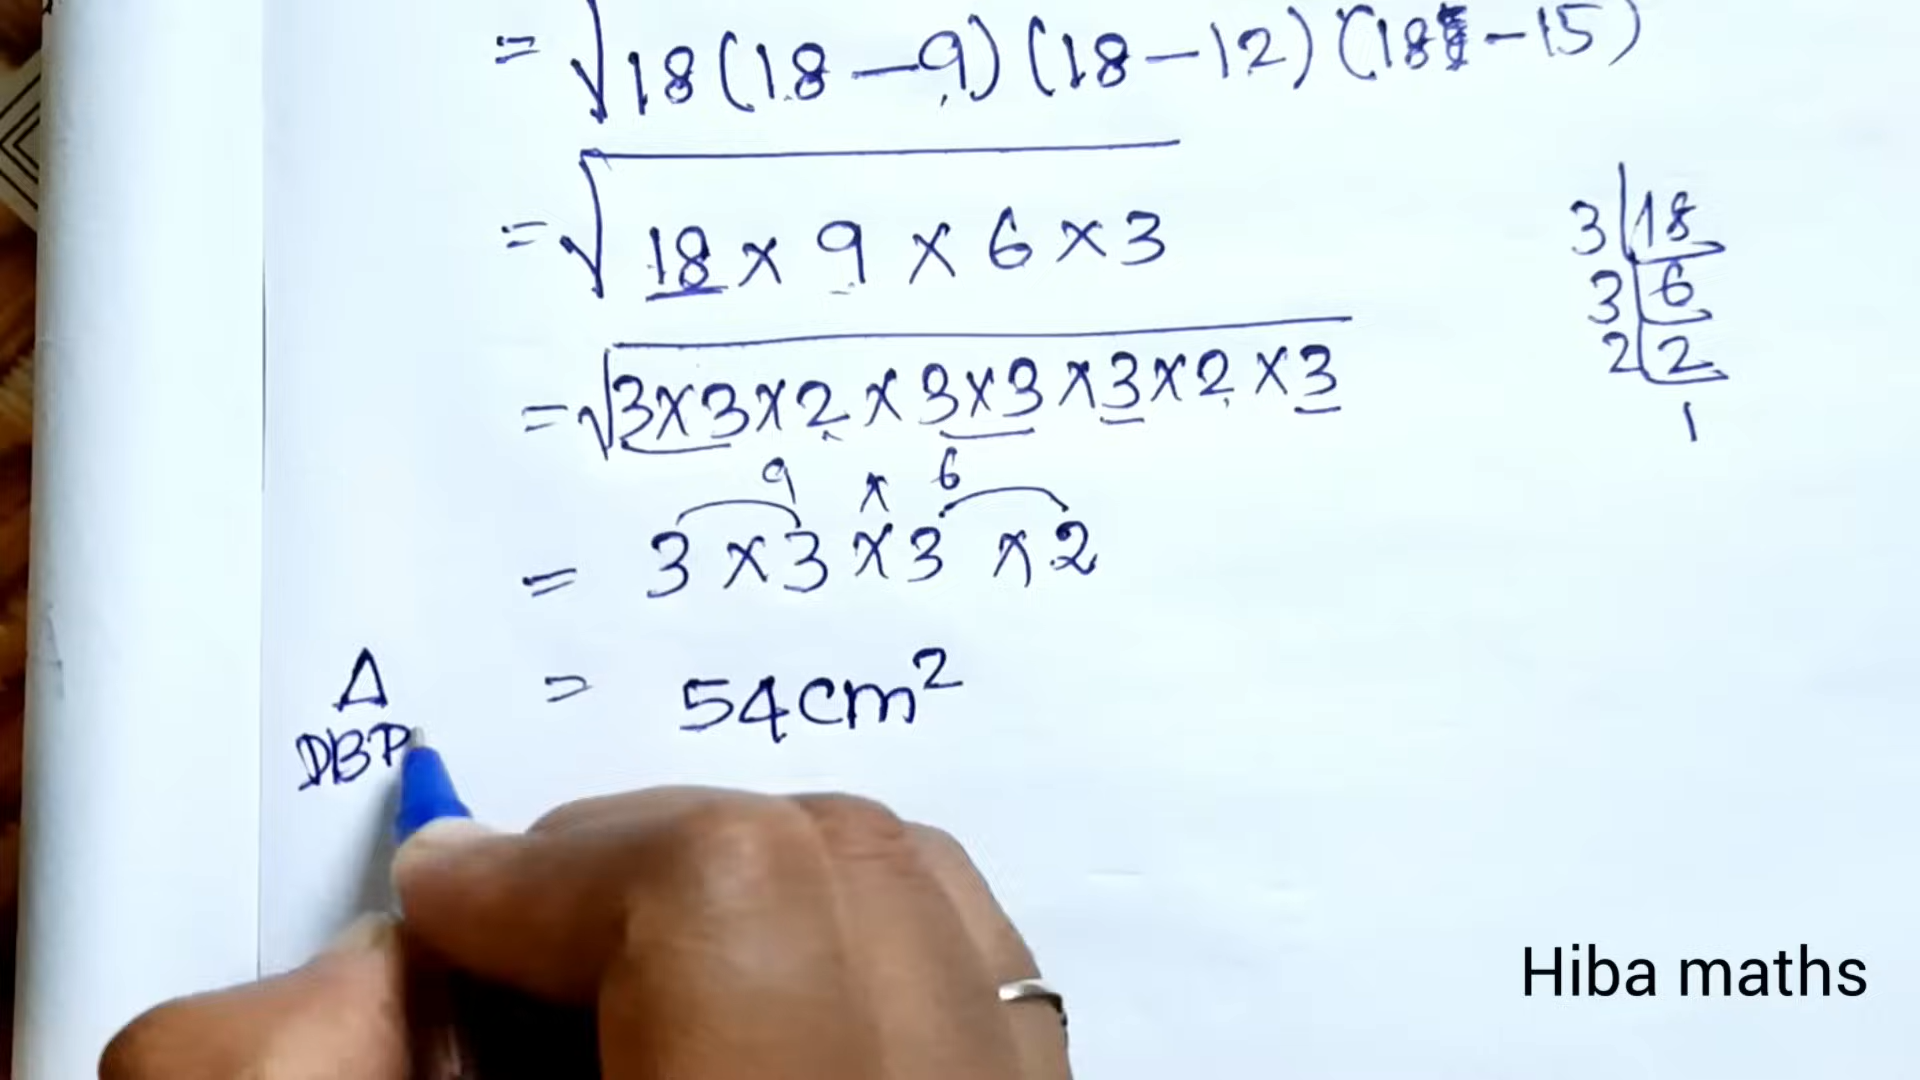 = √18(18-9)(18-12)(18-15)
= √18 × 9 × 6 × 3
3 | 18
3 | 6
2 | 2
1
= √3×3×2×3×3×3×2×3
9 × 6
= 3 × 3 × 3 × 2
Δ = 54cm²
DBP
Hiba maths